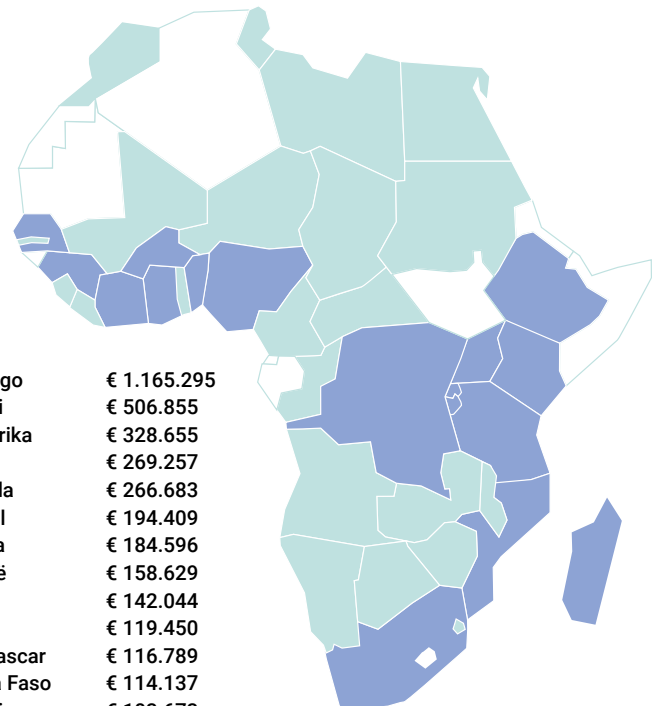 go € 1.165.295
i € 506.855
rika € 328.655
€ 269.257
da € 266.683
l € 194.409
a € 184.596
ë € 158.629
€ 142.044
€ 119.450
ascar € 116.789
a Faso € 114.137